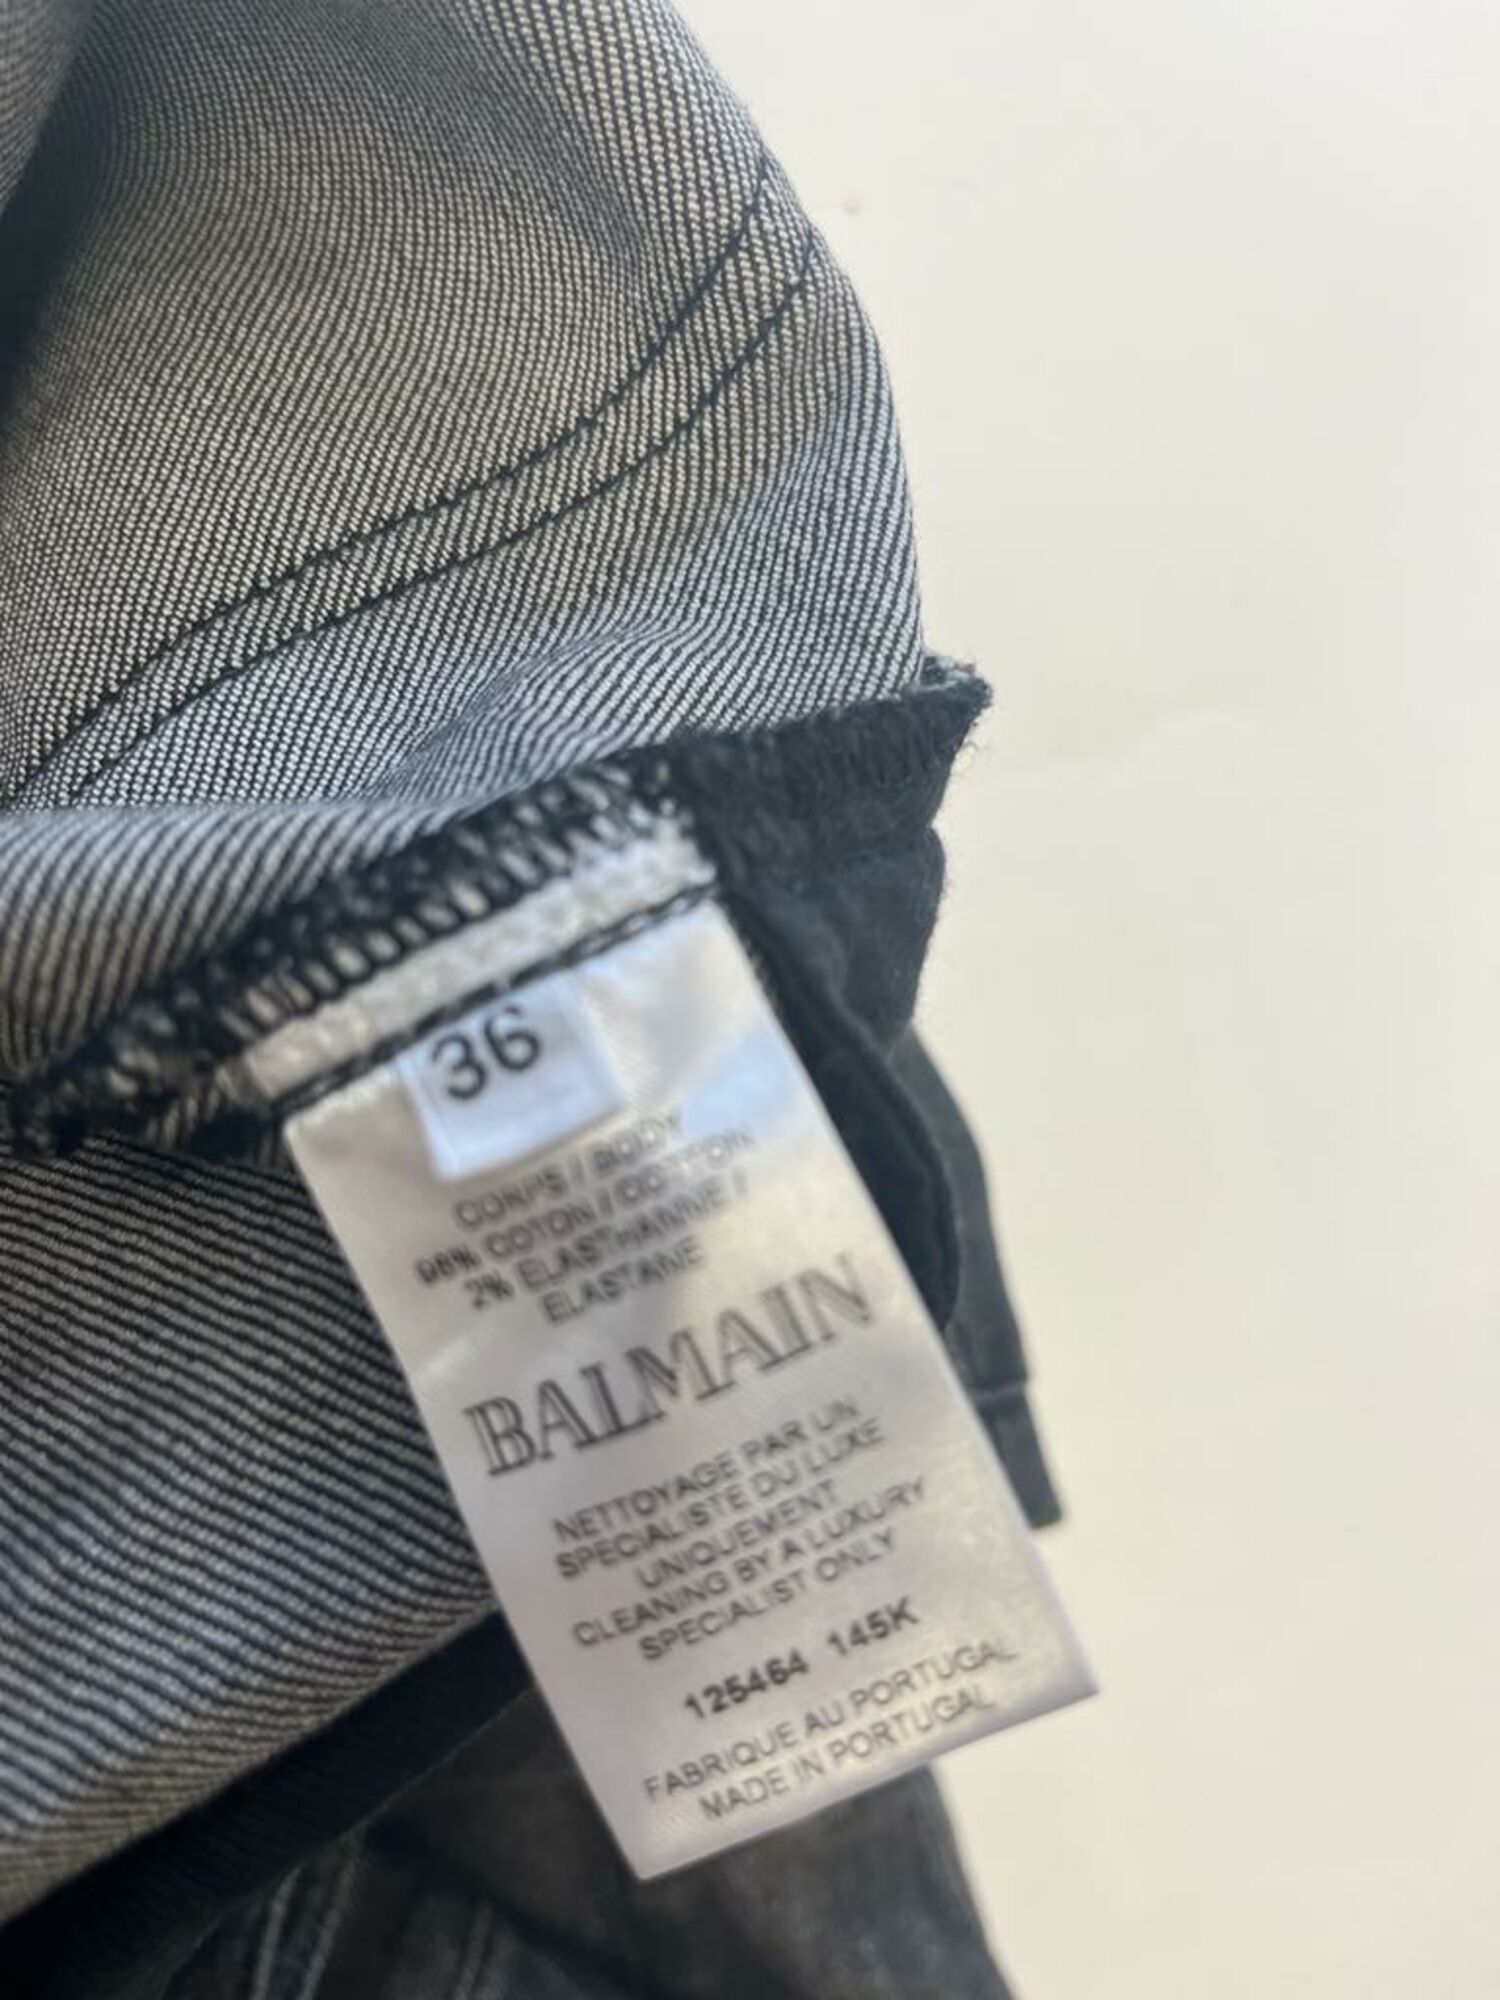 36
CORPS / BODY
98% COTON / COTTON
2% ELASTHANNE /
ELASTANE
BALMAIN
NETTOYAGE PAR UN
SPECIALISTE DU LUXE
UNIQUEMENT
CLEANING BY A LUXURY
SPECIALIST ONLY
125464 145K
FABRIQUE AU PORTUGAL
MADE IN PORTUGAL